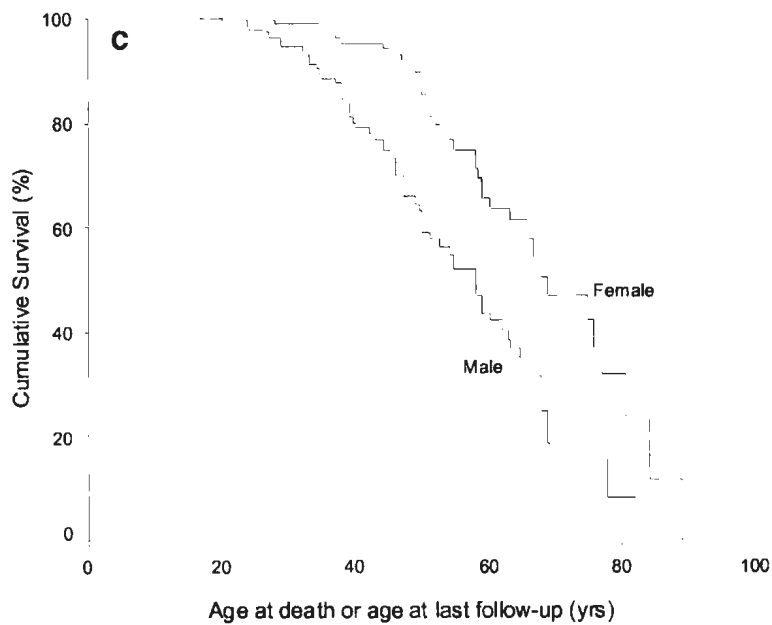 C
100
80
60
40
20
0
Cumulative Survival (%)
Female
Male
0 20 40 60 80 100
Age at death or age at last follow-up (yrs)